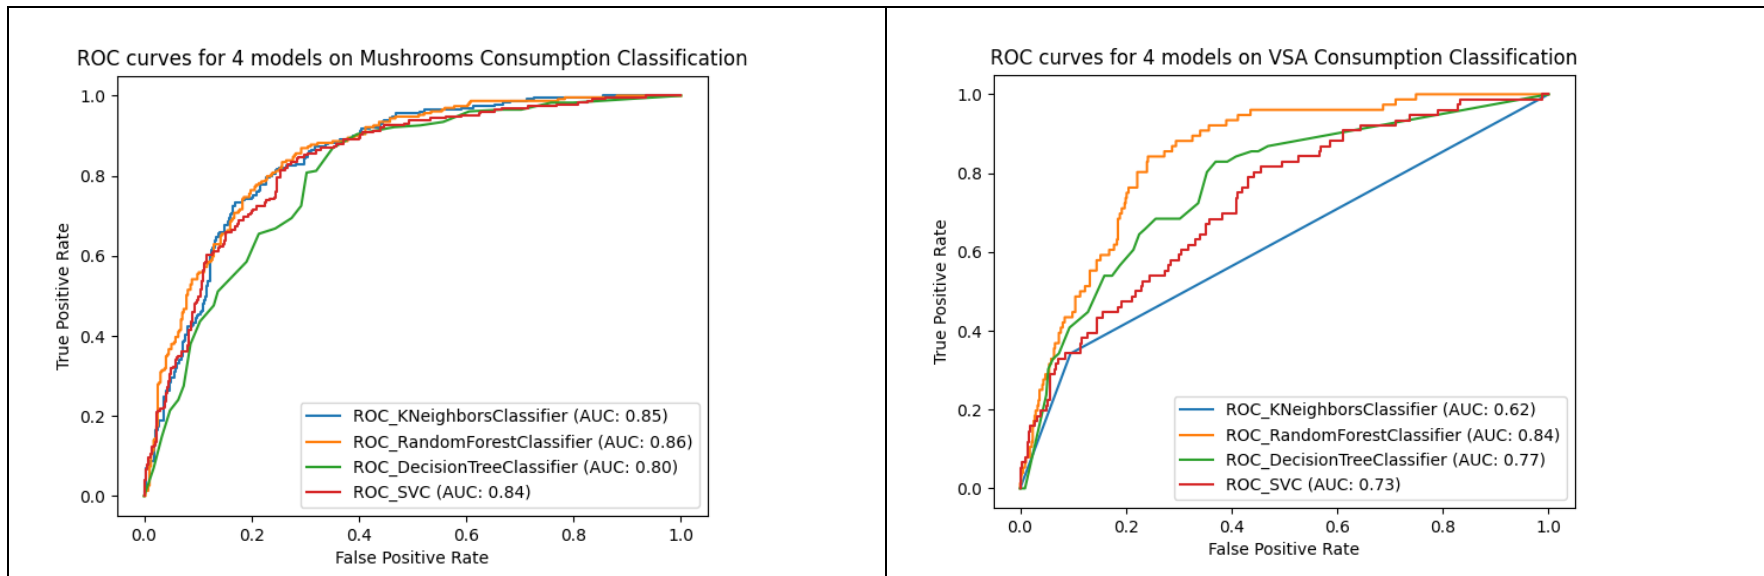 ROC curves for 4 models on Mushrooms Consumption Classification
True Positive Rate
1.0
0.8
0.6
0.4
0.2
0.0
ROC_KNeighborsClassifier (AUC: 0.85)
ROC_RandomForestClassifier (AUC: 0.86)
ROC_DecisionTreeClassifier (AUC: 0.80)
ROC_SVC (AUC: 0.84)
0.0 0.2 0.4 0.6 0.8 1.0
False Positive Rate
ROC curves for 4 models on VSA Consumption Classification
True Positive Rate
1.0
0.8
0.6
0.4
0.2
0.0
ROC_KNeighborsClassifier (AUC: 0.62)
ROC_RandomForestClassifier (AUC: 0.84)
ROC_DecisionTreeClassifier (AUC: 0.77)
ROC_SVC (AUC: 0.73)
0.0 0.2 0.4 0.6 0.8 1.0
False Positive Rate